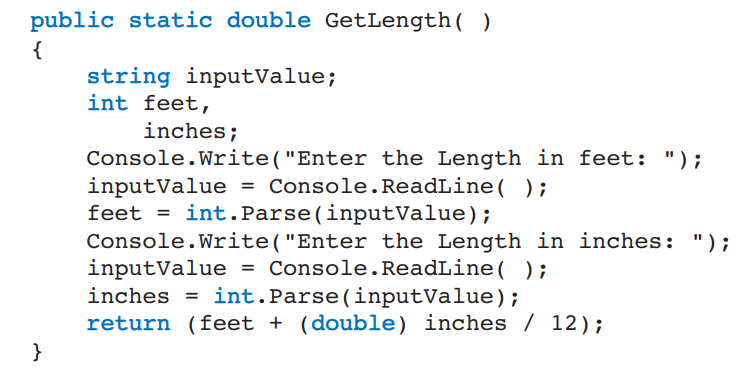 public static double GetLength( )
{
    string inputValue;
    int feet,
        inches;
    Console.Write("Enter the Length in feet: ");
    inputValue = Console.ReadLine( );
    feet = int.Parse(inputValue);
    Console.Write("Enter the Length in inches: ");
    inputValue = Console.ReadLine( );
    inches = int.Parse(inputValue);
    return (feet + (double) inches / 12);
}